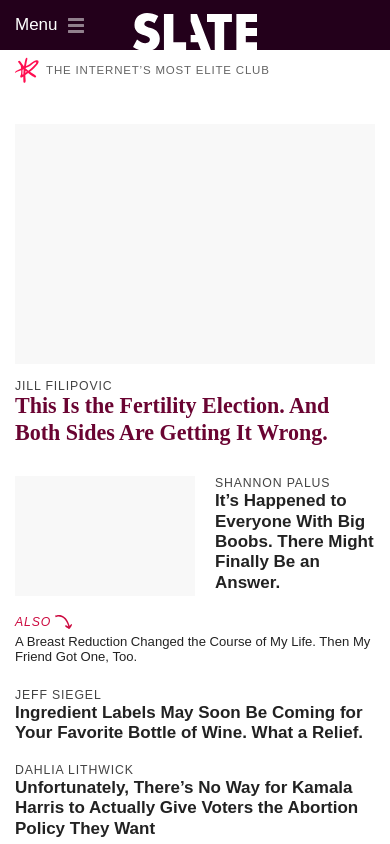 Menu
SLATE
THE INTERNET’S MOST ELITE CLUB
JILL FILIPOVIC
This Is the Fertility Election. And
Both Sides Are Getting It Wrong.
SHANNON PALUS
It’s Happened to
Everyone With Big
Boobs. There Might
Finally Be an
Answer.
ALSO
A Breast Reduction Changed the Course of My Life. Then My
Friend Got One, Too.
JEFF SIEGEL
Ingredient Labels May Soon Be Coming for
Your Favorite Bottle of Wine. What a Relief.
DAHLIA LITHWICK
Unfortunately, There’s No Way for Kamala
Harris to Actually Give Voters the Abortion
Policy They Want